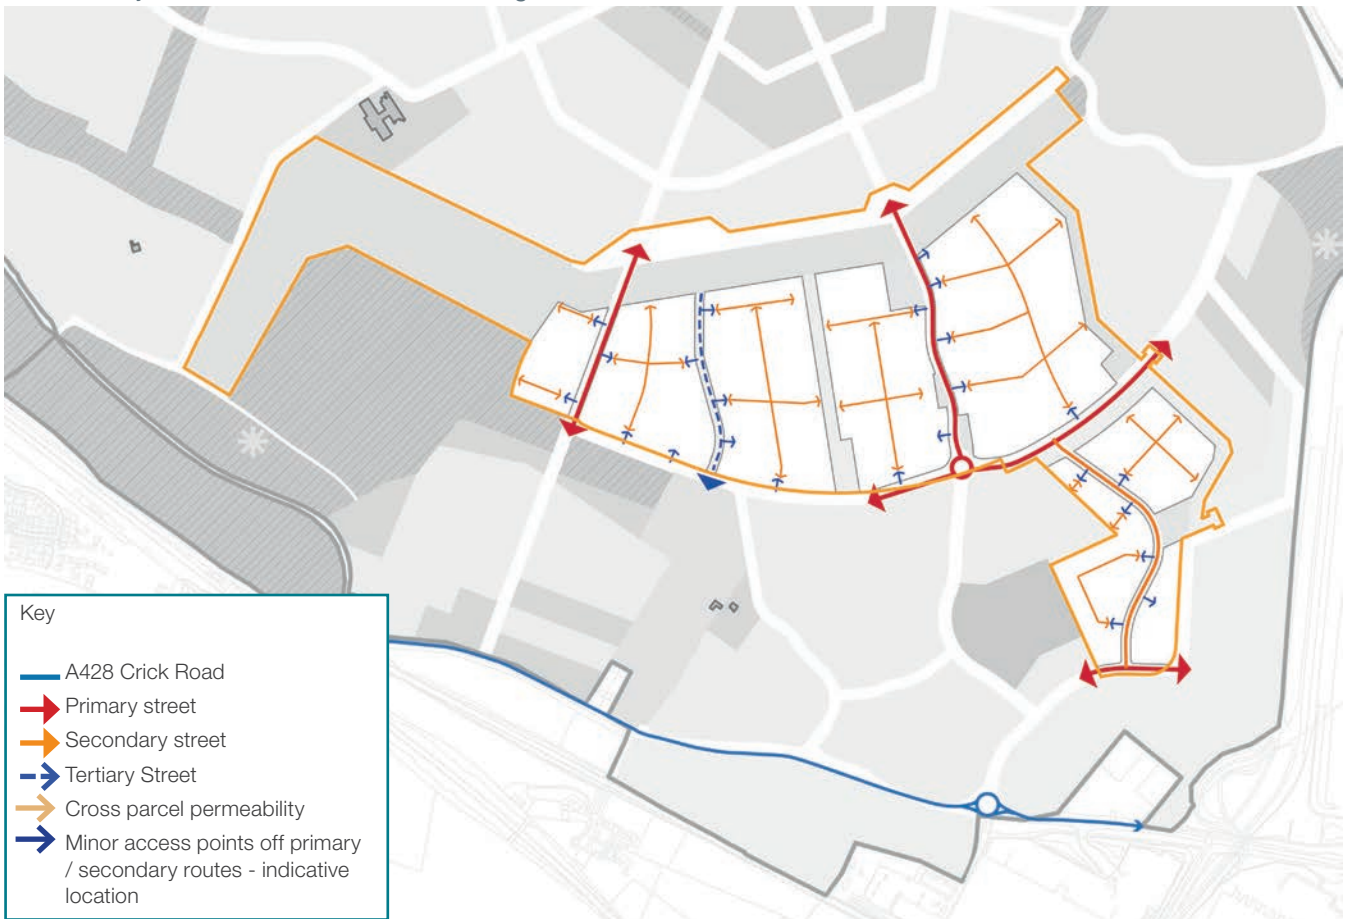 Key
A428 Crick Road
Primary street
Secondary street
Tertiary Street
Cross parcel permeability
Minor access points off primary
/ secondary routes - indicative
location